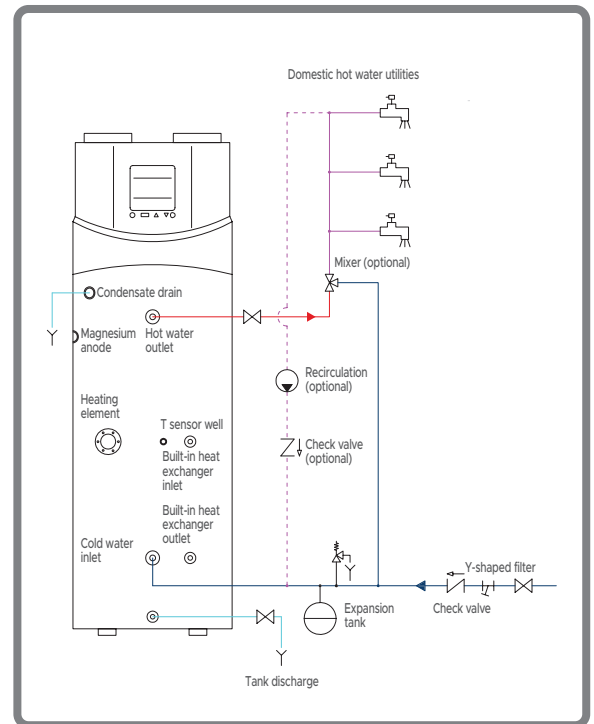 Domestic hot water utilities
Mixer (optional)
Condensate drain
Magnesium
anode
Hot water
outlet
Recirculation
(optional)
Heating
element
T sensor well
Built-in heat
exchanger
inlet
Check valve
(optional)
Built-in heat
exchanger
outlet
Cold water
inlet
Y-shaped filter
Expansion
tank
Check valve
Tank discharge